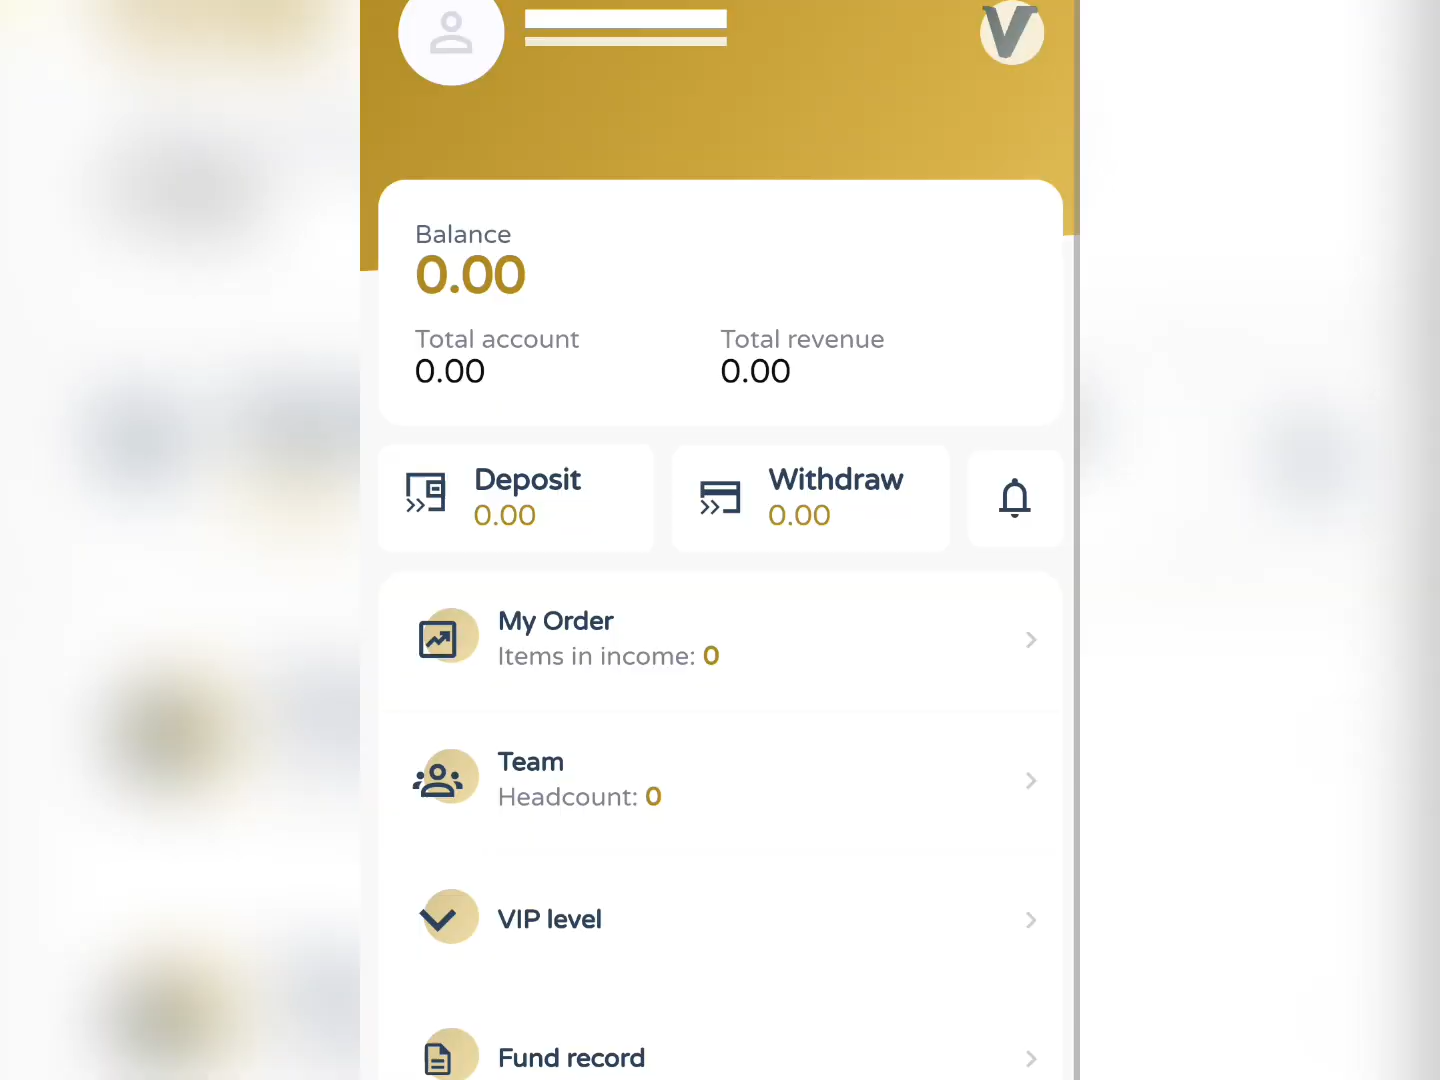 V
Balance
0.00
Total account
Total revenue
0.00
0.00
Deposit
0.00
Withdraw
0.00
My Order
Items in income: 0
Team
Headcount: 0
VIP level
Fund record